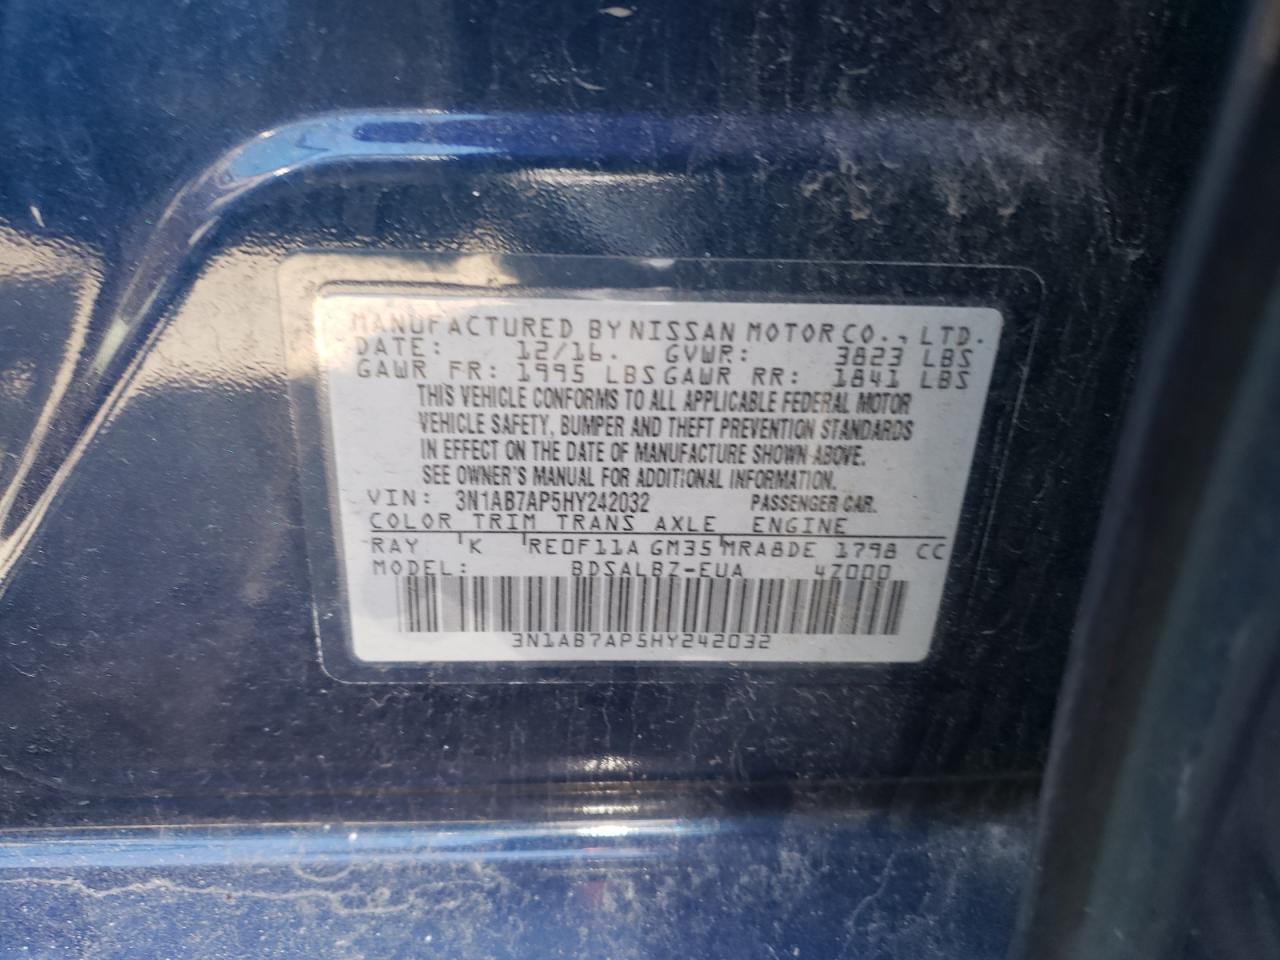 MANUFACTURED BY NISSAN MOTOR CO., LTD.
DATE: 12/16. GVWR: 3823 LBS
GAWR FR: 1995 LBS GAWR RR: 1841 LBS
THIS VEHICLE CONFORMS TO ALL APPLICABLE FEDERAL MOTOR
VEHICLE SAFETY, BUMPER AND THEFT PREVENTION STANDARDS
IN EFFECT ON THE DATE OF MANUFACTURE SHOWN ABOVE.
SEE OWNER'S MANUAL FOR ADDITIONAL INFORMATION.
VIN: 3N1AB7AP5HY242032 PASSENGER CAR.
COLOR TRIM TRANS AXLE ENGINE
RAY K RE0F11A GM35 MRA8DE 1798 CC
MODEL: BDSALBZ-EUA 4Z000
3N1AB7AP5HY242032